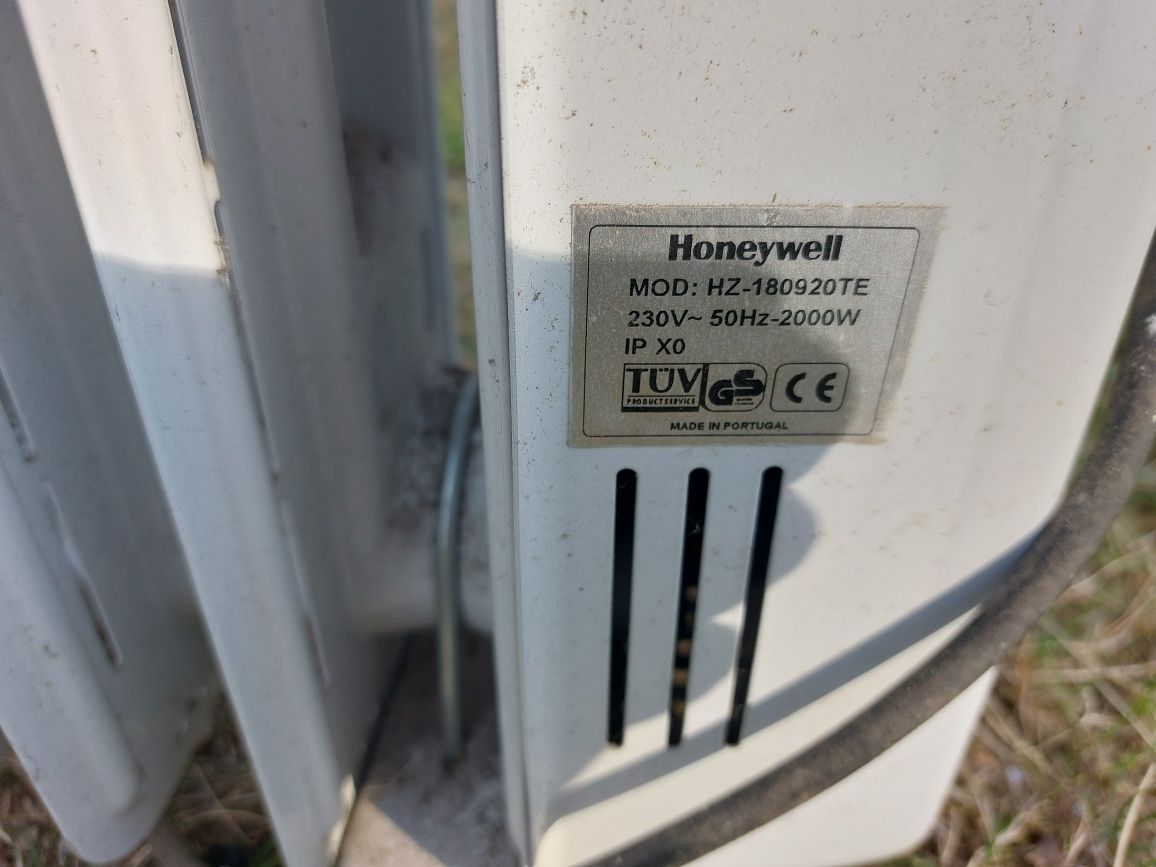 Honeywell
MOD: HZ-180920TE
230V~ 50Hz-2000W
IP X0
TÜV GS CE
PRODUCT SERVICE
MADE IN PORTUGAL